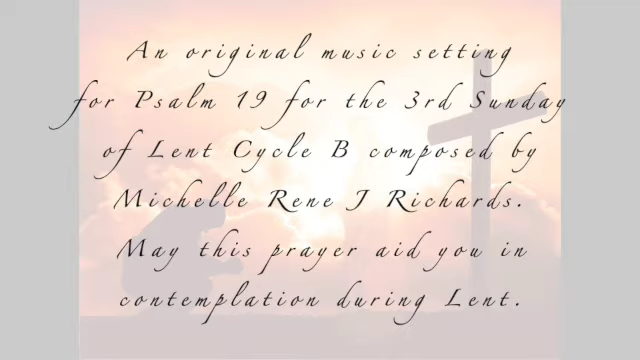 An original music setting
for Psalm 19 for the 3rd Sunday
of Lent Cycle B composed by
Michelle Rene J Richards.
May this prayer aid you in
contemplation during Lent.